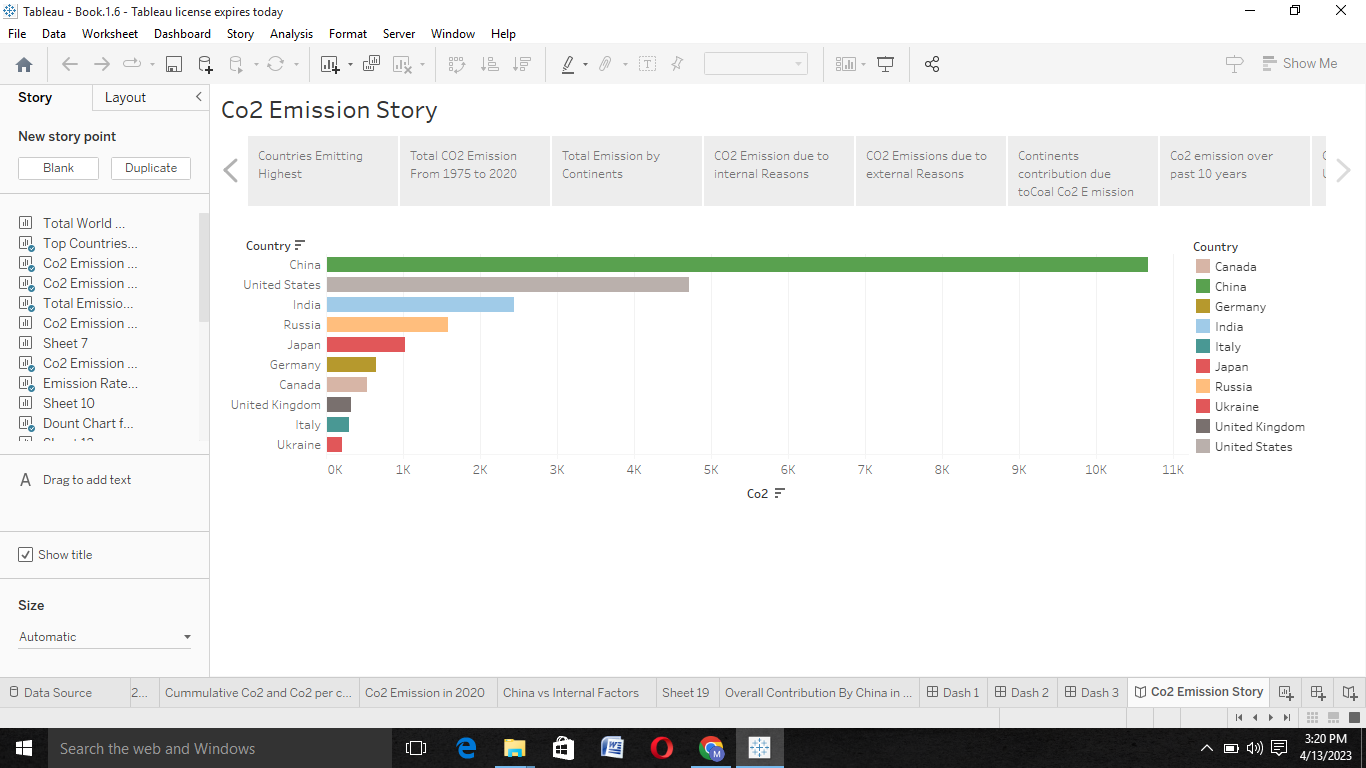 Tableau - Book.1.6 - Tableau license expires today
File Data Worksheet Dashboard Story Analysis Format Server Window Help
Show Me
Story Layout
New story point
Blank Duplicate
Total World ...
Top Countries...
Co2 Emission ...
Co2 Emission ...
Total Emissio...
Co2 Emission ...
Sheet 7
Co2 Emission ...
Emission Rate...
Sheet 10
Dount Chart f...
A Drag to add text
Show title
Size
Automatic
Co2 Emission Story
Countries Emitting
Highest
Total CO2 Emission
From 1975 to 2020
Total Emission by
Continents
CO2 Emission due to
internal Reasons
CO2 Emissions due to
external Reasons
Continents
contribution due
toCoal Co2 E mission
Co2 emission over
past 10 years
Country
China
United States
India
Russia
Japan
Germany
Canada
United Kingdom
Italy
Ukraine
0K 1K 2K 3K 4K 5K 6K 7K 8K 9K 10K 11K
Co2
Country
Canada
China
Germany
India
Italy
Japan
Russia
Ukraine
United Kingdom
United States
Data Source 2... Cummulative Co2 and Co2 per c... Co2 Emission in 2020 China vs Internal Factors Sheet 19 Overall Contribution By China in ... Dash 1 Dash 2 Dash 3 Co2 Emission Story
Search the web and Windows
M
3:20 PM
4/13/2023